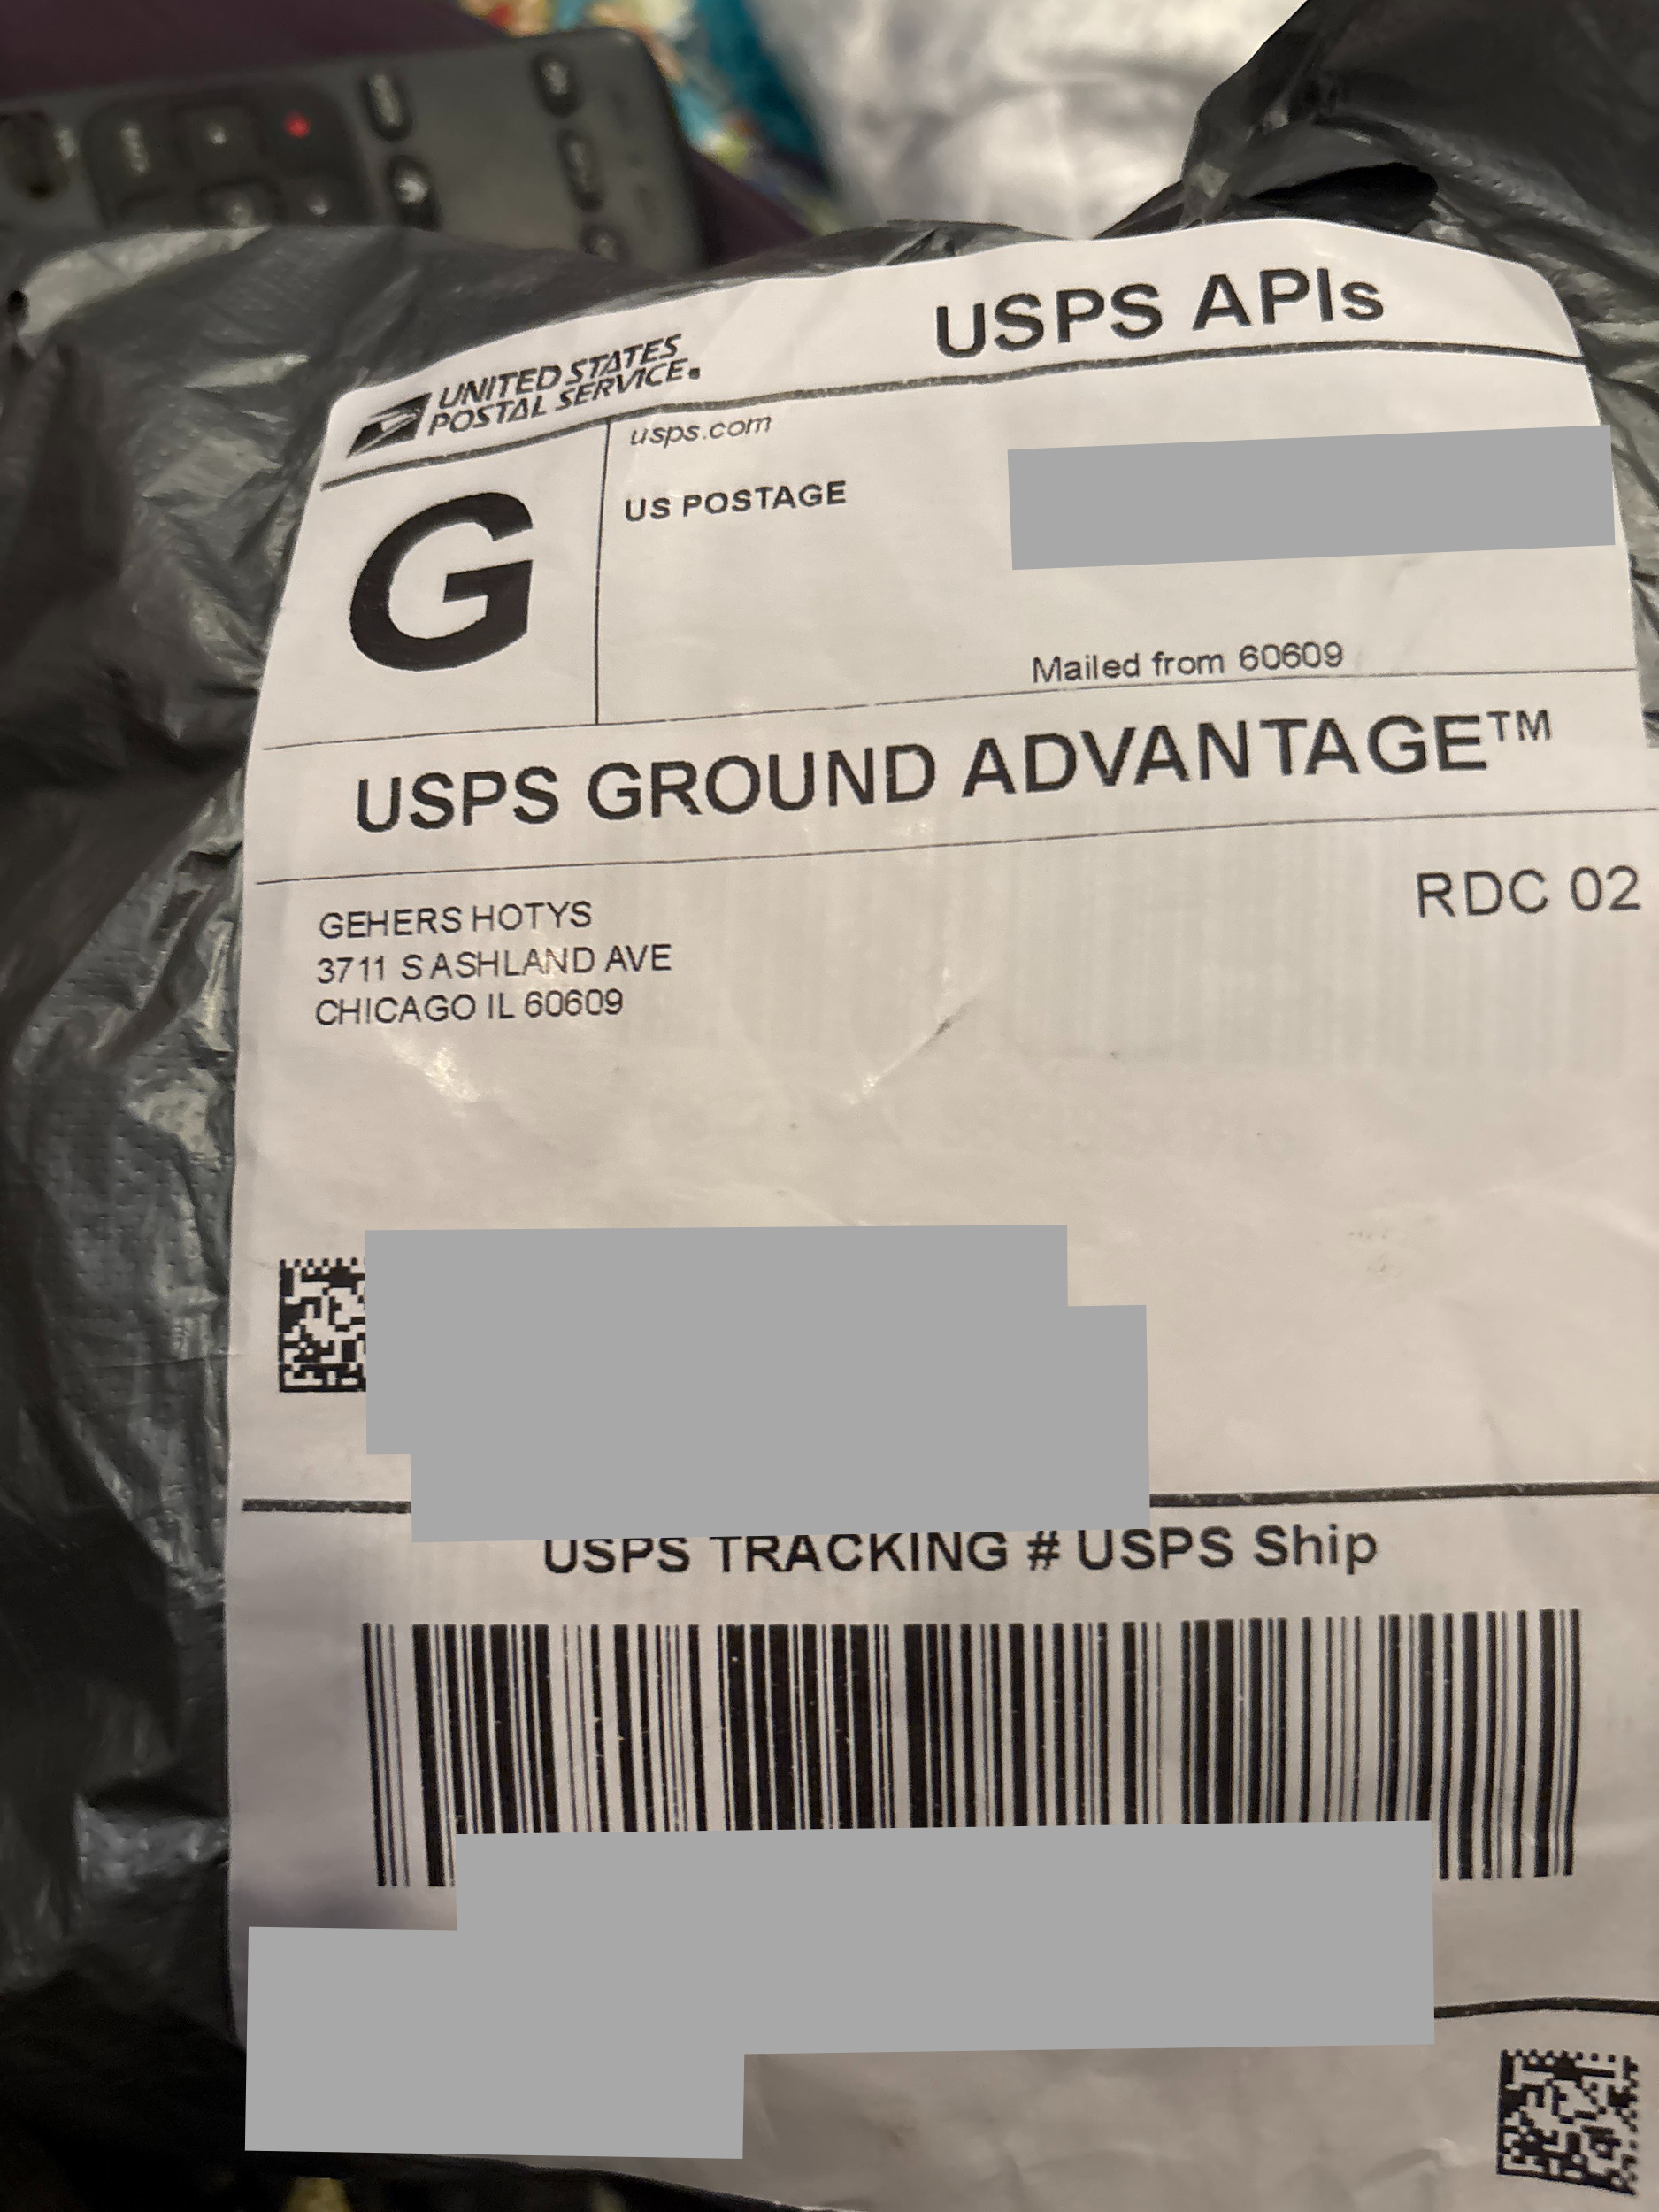 USPS APIs
UNITED STATES
POSTAL SERVICE.
usps.com
G
US POSTAGE
Mailed from 60609
USPS GROUND ADVANTAGE™
RDC 02
GEHERS HOTYS
3711 S ASHLAND AVE
CHICAGO IL 60609
USPS TRACKING # USPS Ship